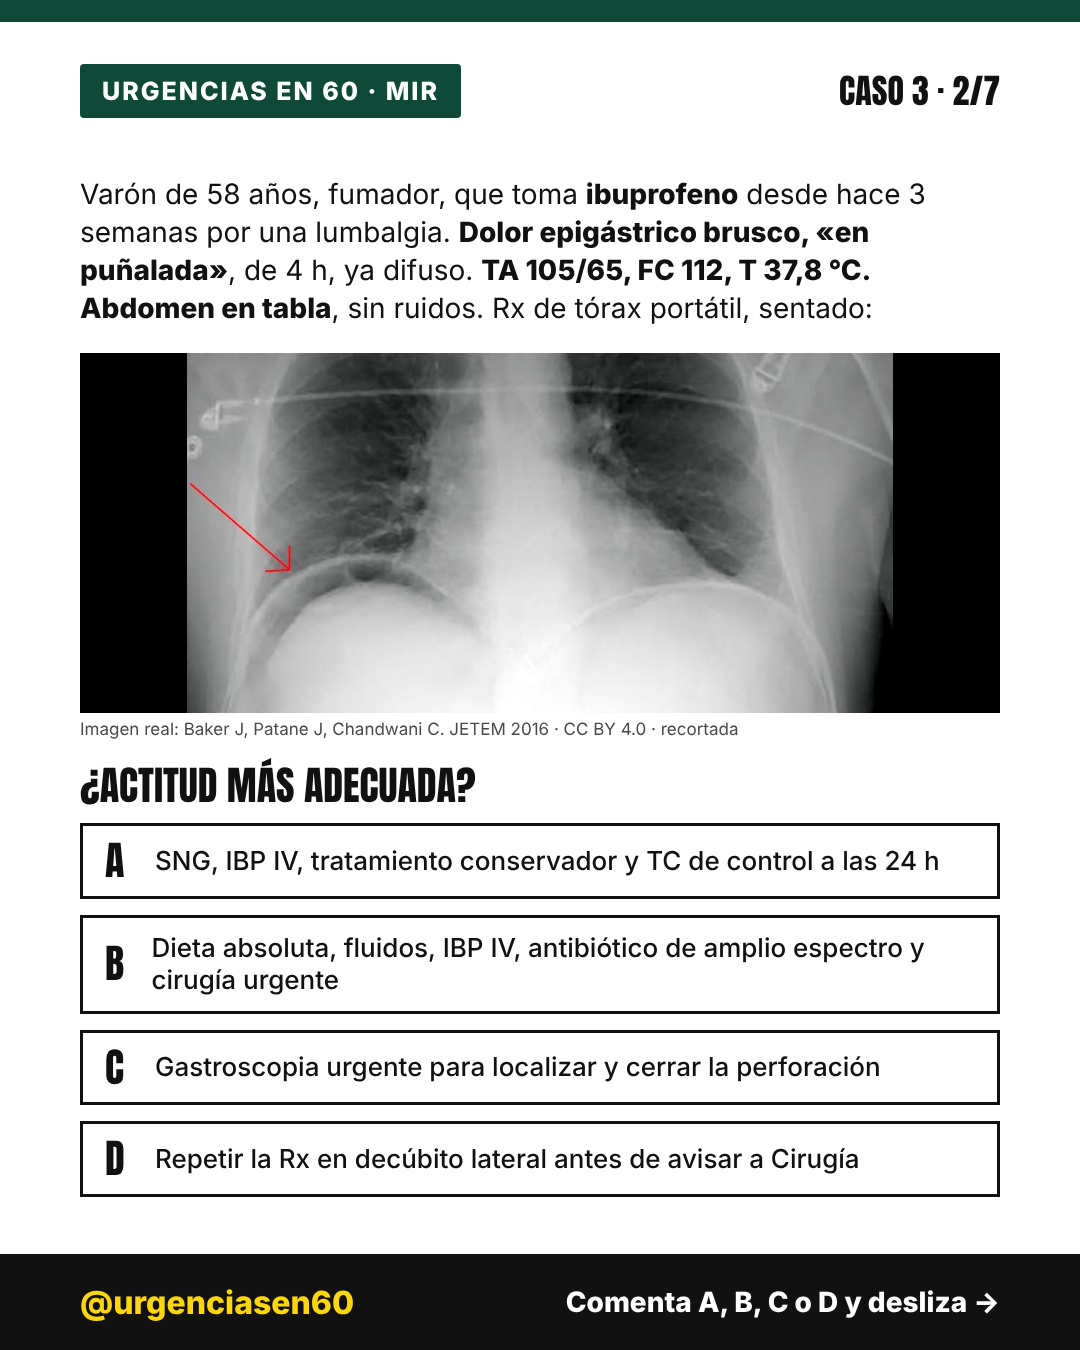 URGENCIAS EN 60 · MIR
CASO 3 · 2/7
Varón de 58 años, fumador, que toma ibuprofeno desde hace 3
semanas por una lumbalgia. Dolor epigástrico brusco, «en
puñalada», de 4 h, ya difuso. TA 105/65, FC 112, T 37,8 °C.
Abdomen en tabla, sin ruidos. Rx de tórax portátil, sentado:
Imagen real: Baker J, Patane J, Chandwani C. JETEM 2016 · CC BY 4.0 · recortada
¿ACTITUD MÁS ADECUADA?
A SNG, IBP IV, tratamiento conservador y TC de control a las 24 h
B Dieta absoluta, fluidos, IBP IV, antibiótico de amplio espectro y
cirugía urgente
C Gastroscopia urgente para localizar y cerrar la perforación
D Repetir la Rx en decúbito lateral antes de avisar a Cirugía
@urgenciasen60
Comenta A, B, C o D y desliza →